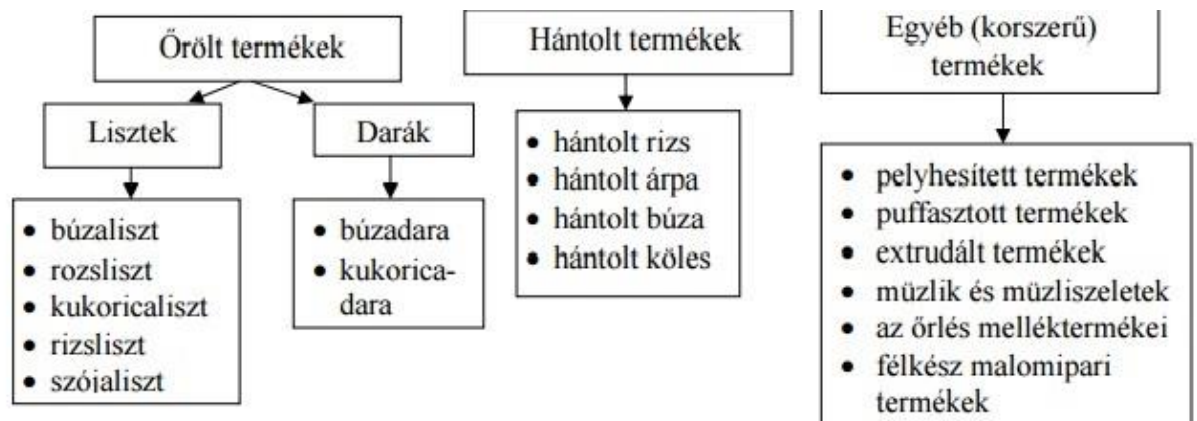 Őrölt termékek
Lisztek
Darák
• búzaliszt
• rozsliszt
• kukoricaliszt
• rizsliszt
• szójaliszt
• búzadara
• kukorica-
dara
Hántolt termékek
• hántolt rizs
• hántolt árpa
• hántolt búza
• hántolt köles
Egyéb (korszerű)
termékek
• pelyhesített termékek
• puffasztott termékek
• extrudált termékek
• müzlik és müzliszeletek
• az őrlés melléktermékei
• félkész malomipari
termékek